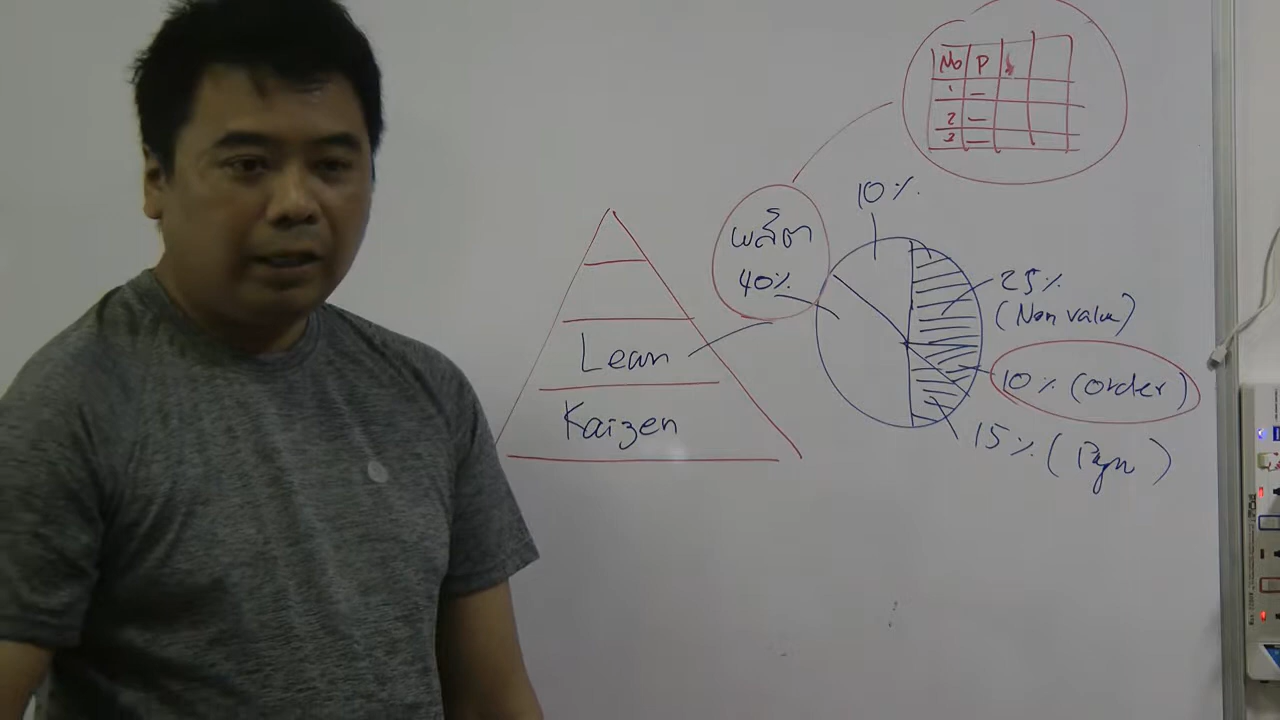 No P
1 —
2 —
3 —
10%
ผลิต
40%
25%
(Non value)
Lean
10% (order)
Kaizen
15% (